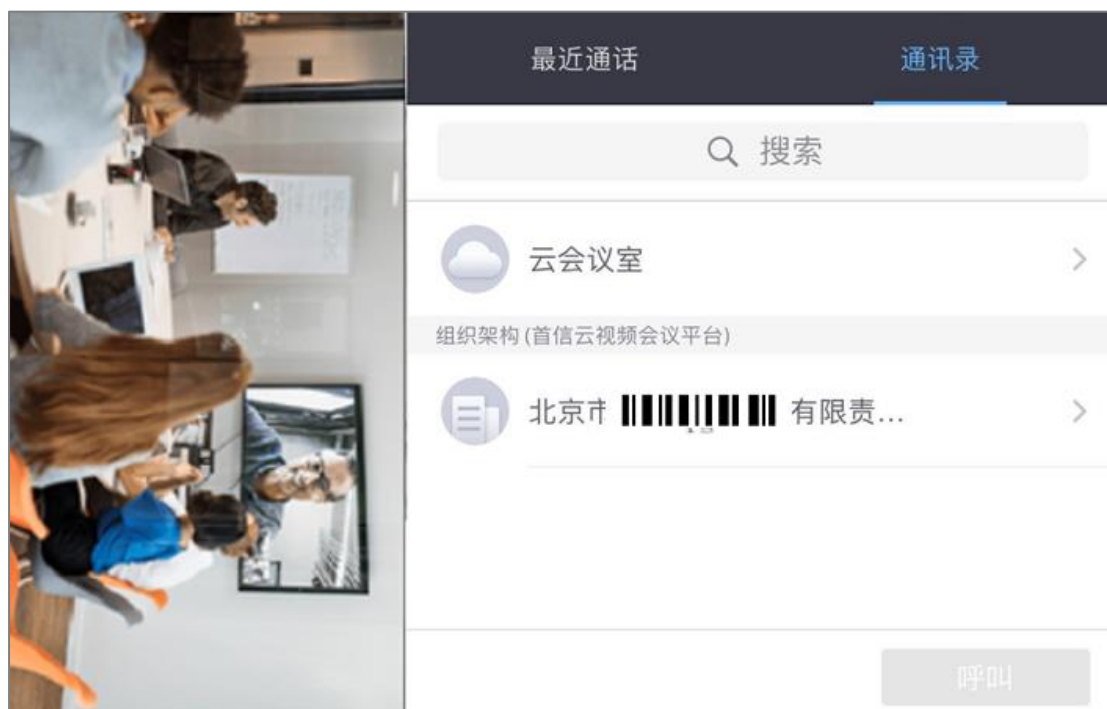 最近通话 通讯录
搜索
云会议室
组织架构 (首信云视频会议平台)
北京市 有限责...
呼叫